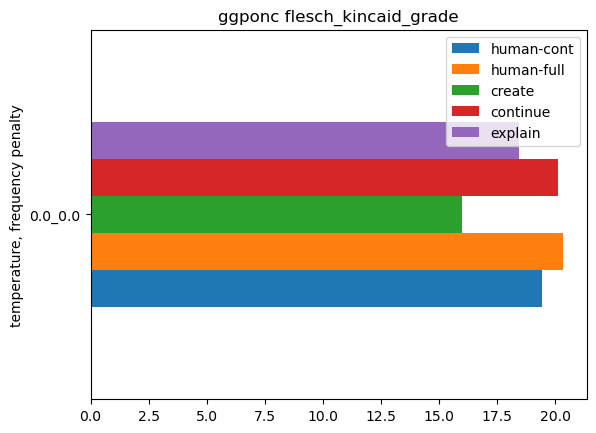 ggponc flesch_kincaid_grade
human-cont
human-full
create
continue
explain
temperature, frequency penalty
0.0_0.0
0.0 2.5 5.0 7.5 10.0 12.5 15.0 17.5 20.0